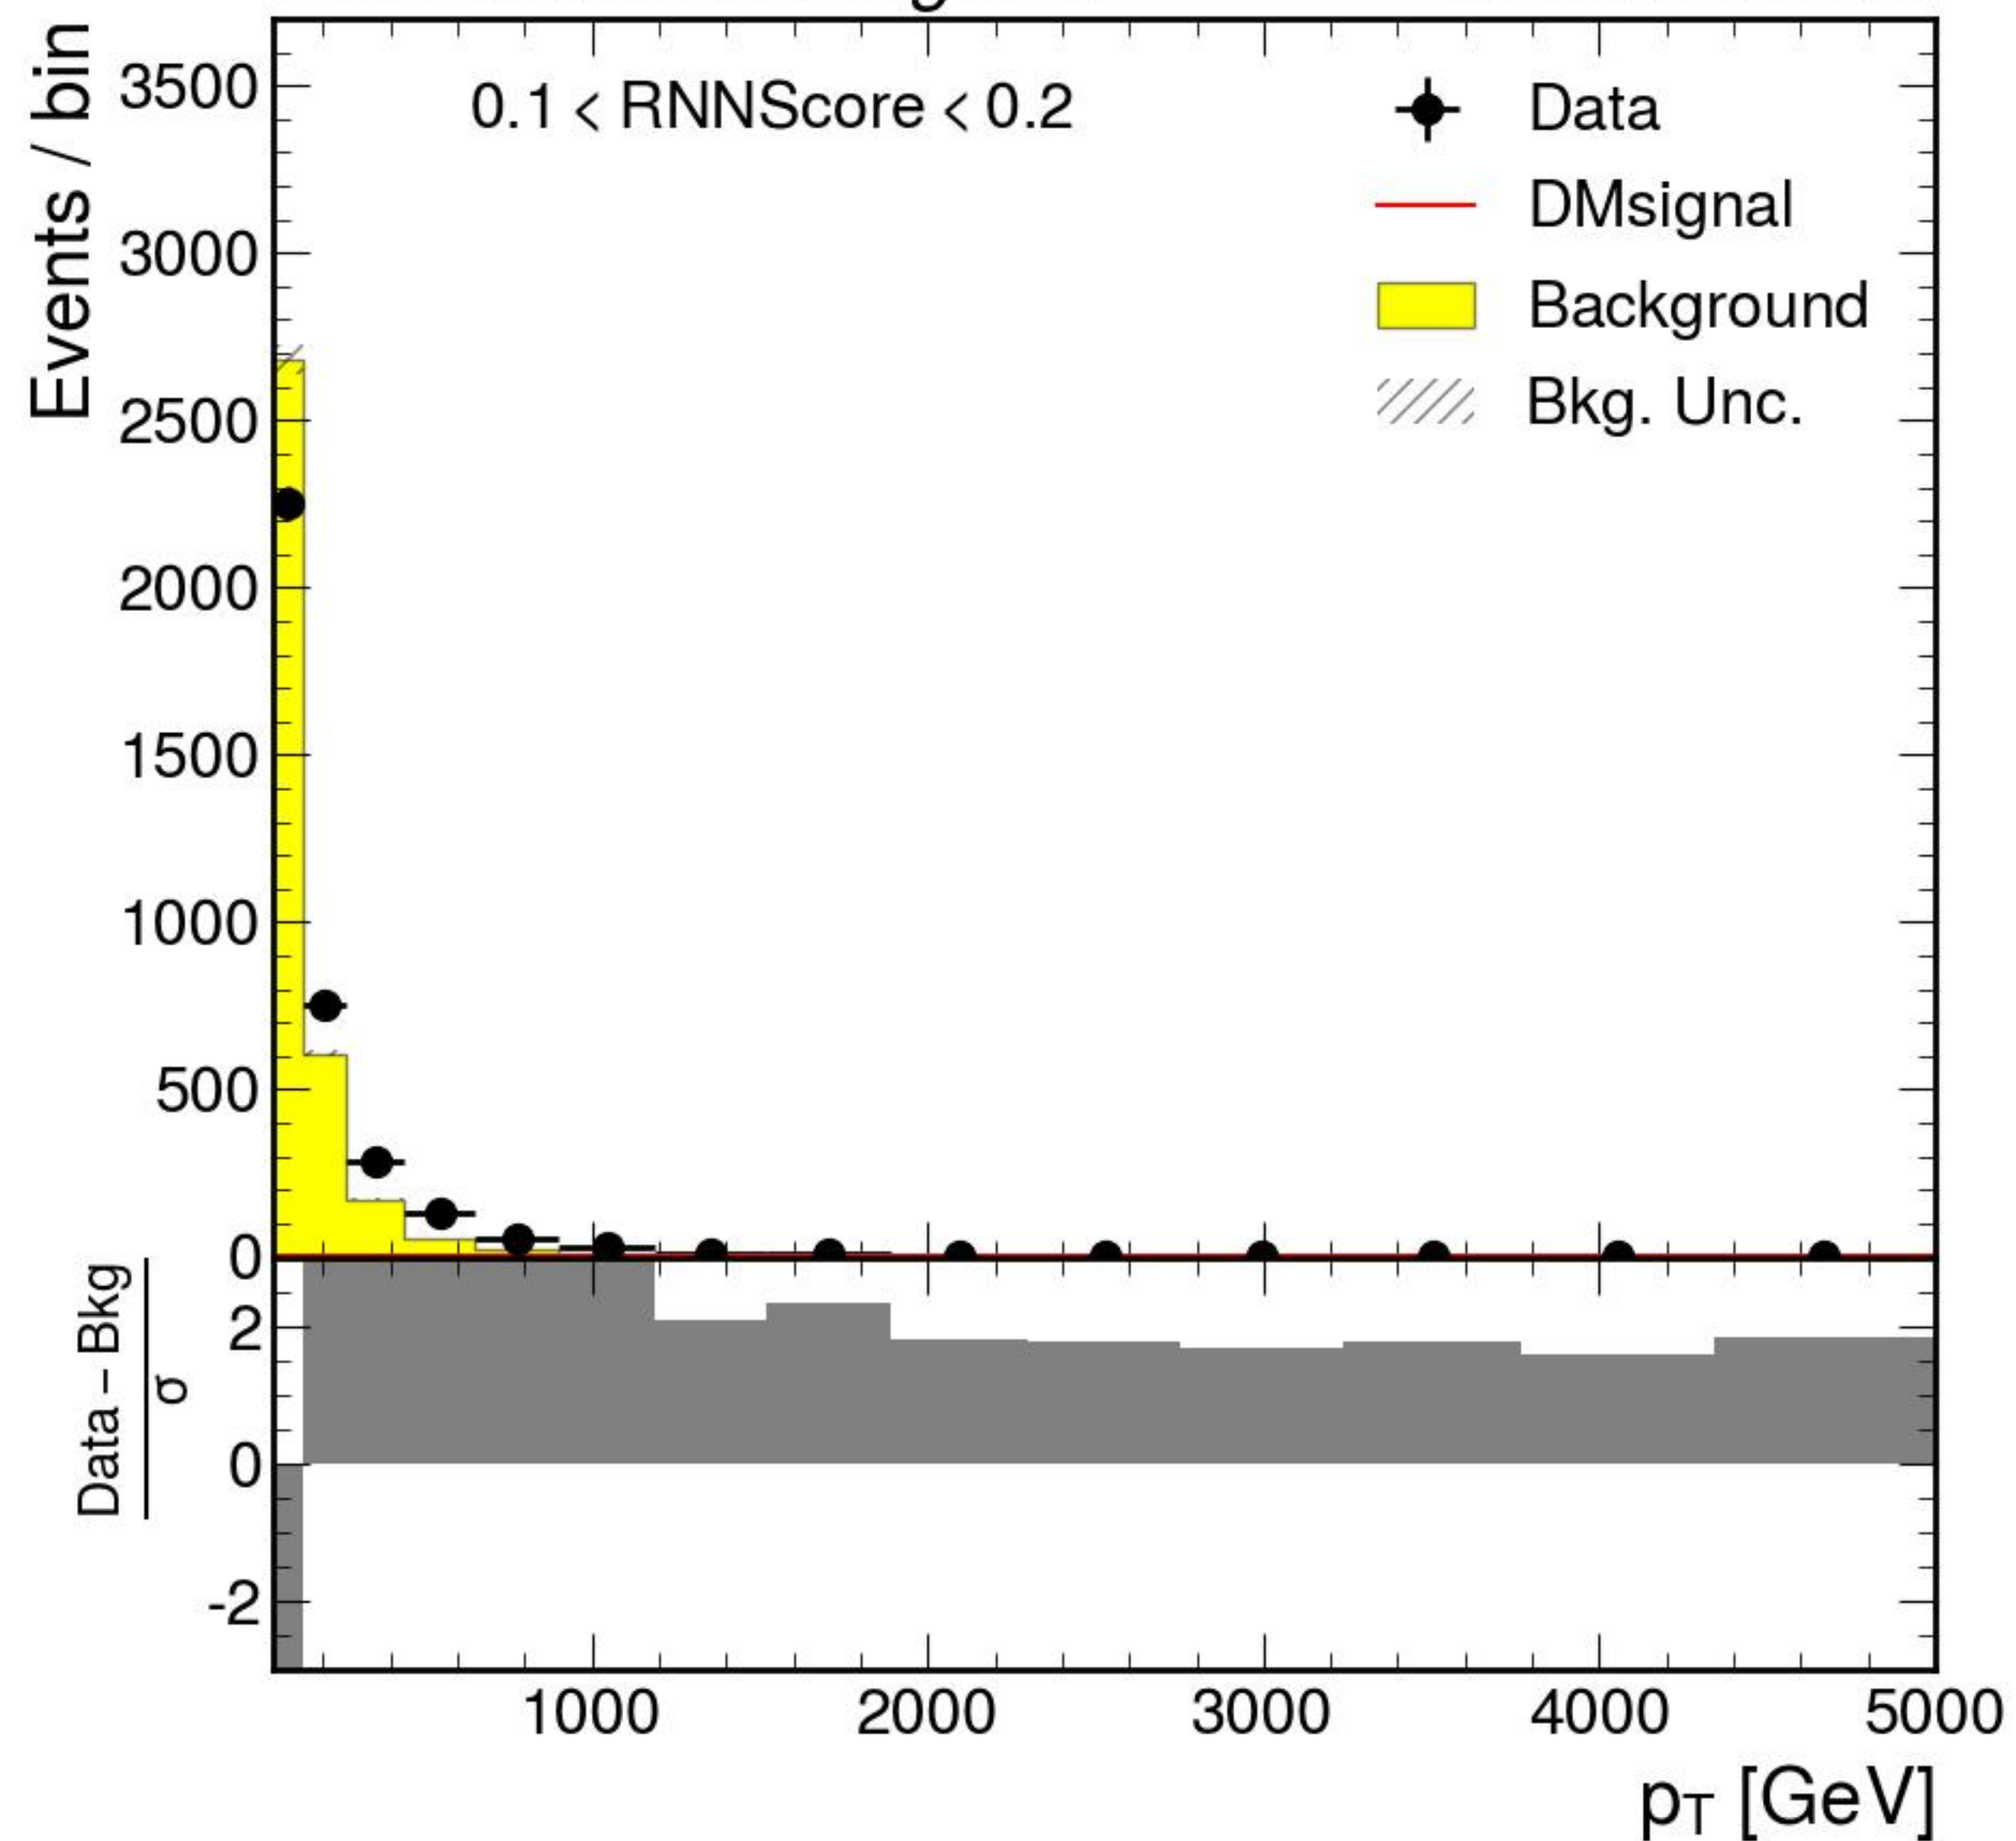 Events / bin
3500
3000
2500
2000
1500
1000
500
0
0.1 < RNNScore < 0.2
Data
DMsignal
Background
Bkg. Unc.
Data – Bkg
σ
2
0
-2
1000 2000 3000 4000 5000
pT [GeV]